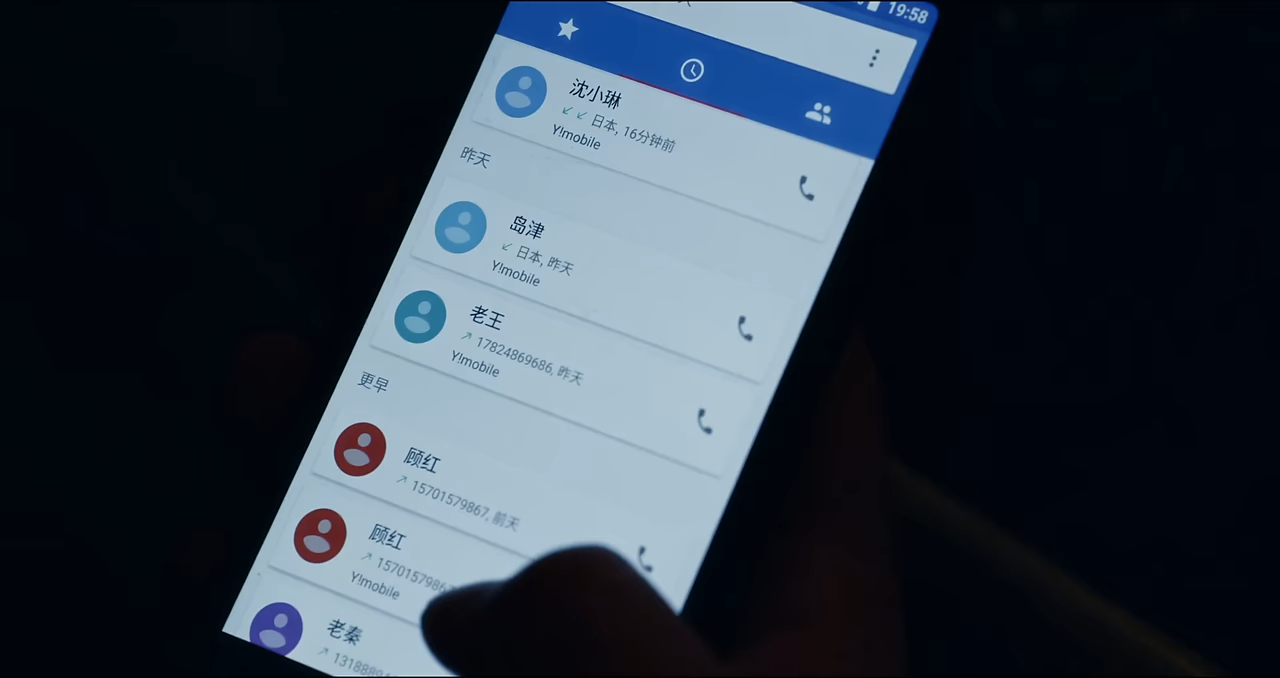 19:58
沈小琳
日本, 16分钟前
Y!mobile
昨天
岛津
日本, 昨天
Y!mobile
老王
17824869686, 昨天
Y!mobile
更早
顾红
15701579867, 前天
顾红
1570157986
Y!mobile
老秦
1318889